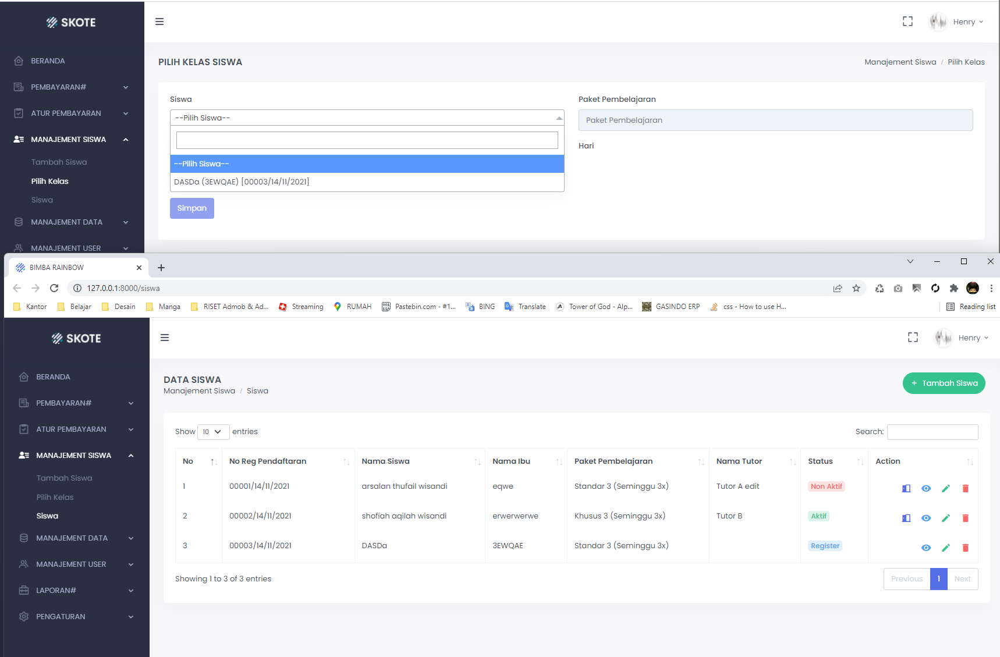 SKOTE
Henry
BERANDA
PEMBAYARAN#
ATUR PEMBAYARAN
MANAJEMENT SISWA
Tambah Siswa
Pilih Kelas
Siswa
MANAJEMENT DATA
MANAJEMENT USER
PILIH KELAS SISWA
Manajement Siswa / Pilih Kelas
Siswa
--Pilih Siswa--
--Pilih Siswa--
DASDa (3EWQAE) [00003/14/11/2021]
Simpan
Paket Pembelajaran
Paket Pembelajaran
Hari
BIMBA RAINBOW
127.0.0.1:8000/siswa
Kantor Belajar Desain Manga RISET Admob & Ad... Streaming RUMAH Pastebin.com - #1... BING Translate Tower of God - Alp... GASINDO ERP css - How to use H... Reading list
SKOTE
Henry
BERANDA
PEMBAYARAN#
ATUR PEMBAYARAN
MANAJEMENT SISWA
Tambah Siswa
Pilih Kelas
Siswa
MANAJEMENT DATA
MANAJEMENT USER
LAPORAN#
PENGATURAN
DATA SISWA
Manajement Siswa / Siswa
+ Tambah Siswa
Show 10 entries
Search:
No No Reg Pendaftaran Nama Siswa Nama Ibu Paket Pembelajaran Nama Tutor Status Action
1 00001/14/11/2021 arsalan thufail wisandi eqwe Standar 3 (Seminggu 3x) Tutor A edit Non Aktif
2 00002/14/11/2021 shofiah aqilah wisandi erwerwerwe Khusus 3 (Seminggu 3x) Tutor B Aktif
3 00003/14/11/2021 DASDa 3EWQAE Standar 3 (Seminggu 3x) Register
Showing 1 to 3 of 3 entries
Previous 1 Next